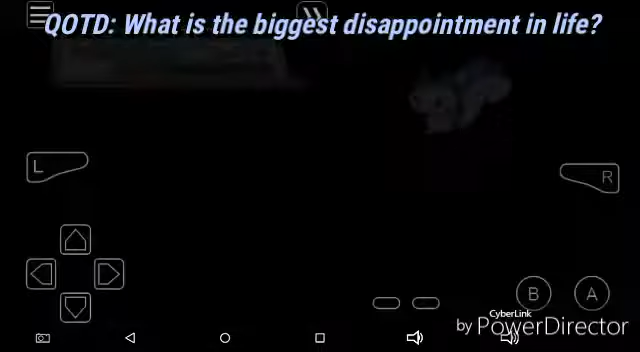 QOTD: What is the biggest disappointment in life?
L
R
B
A
CyberLink
by PowerDirector